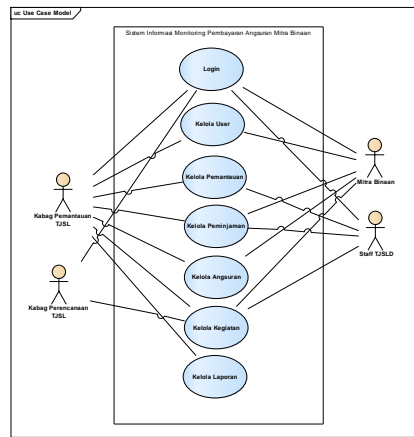 uc Use Case Model
Sistem Informasi Monitoring Pembayaran Angsuran Mitra Binaan
Login
Kelola User
Kelola Pemantauan
Kelola Peminjaman
Kelola Angsuran
Kelola Kegiatan
Kelola Laporan
Kabag Pemantauan
TJSL
Kabag Perencanaan
TJSL
Mitra Binaan
Staff TJSLD